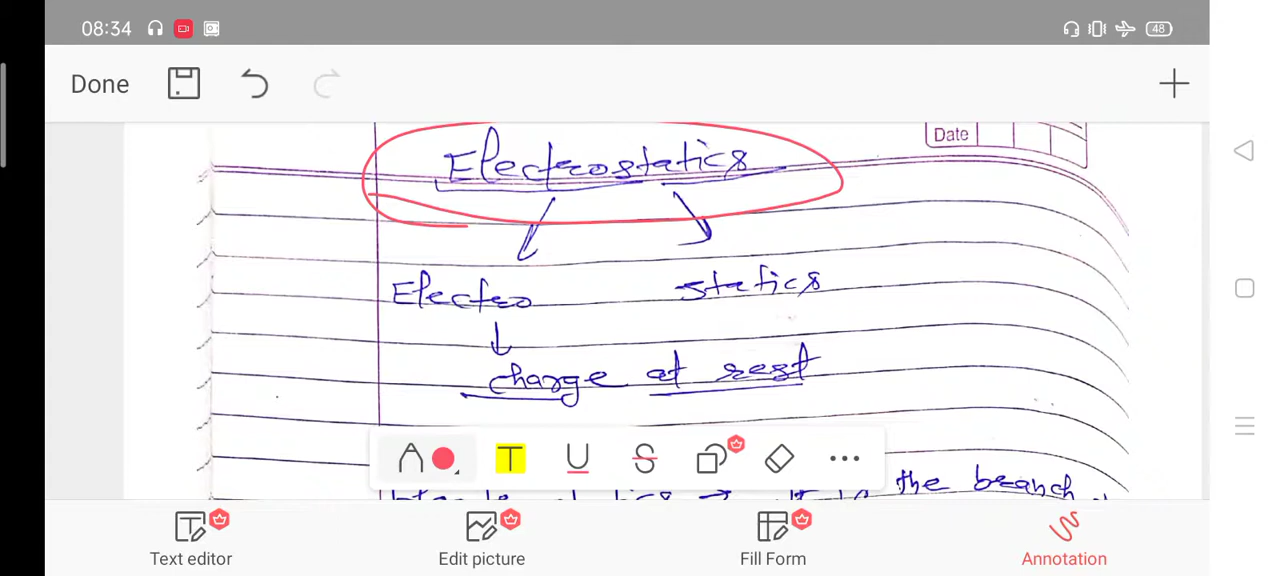 08:34
48
Done
Date
Electrostatics
Electro statics
charge at rest
the branch
Text editor
Edit picture
Fill Form
Annotation